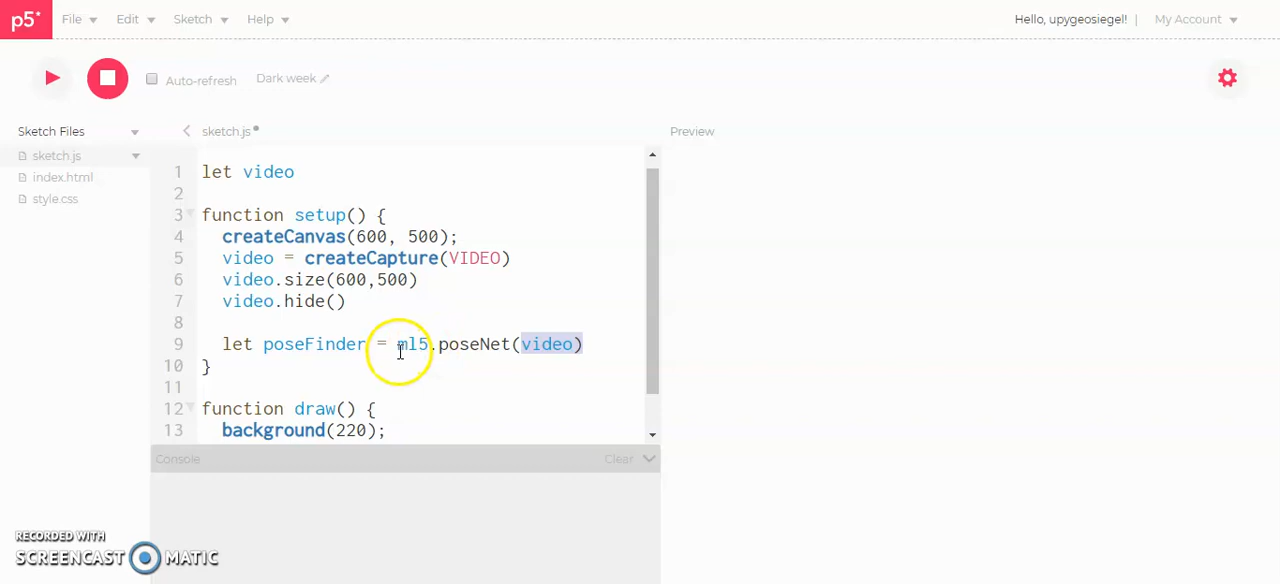 p5* File Edit Sketch Help Hello, upygeosiegel! | My Account
Auto-refresh Dark week
Sketch Files sketch.js Preview
sketch.js
index.html
style.css
1 let video
2
3 function setup() {
4 createCanvas(600, 500);
5 video = createCapture(VIDEO)
6 video.size(600,500)
7 video.hide()
8
9 let poseFinder = ml5.poseNet(video)
10 }
11
12 function draw() {
13 background(220);
Console Clear
RECORDED WITH
SCREENCAST MATIC